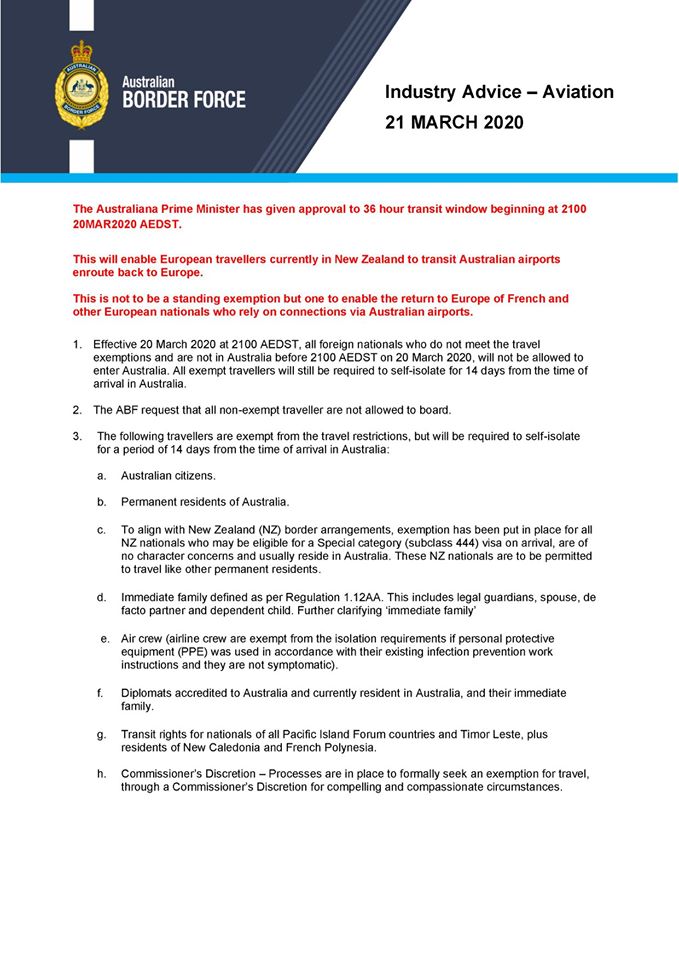 Australian
BORDER FORCE
AUSTRALIAN
BORDER FORCE
Industry Advice – Aviation
21 MARCH 2020
The Australiana Prime Minister has given approval to 36 hour transit window beginning at 2100
20MAR2020 AEDST.
This will enable European travellers currently in New Zealand to transit Australian airports
enroute back to Europe.
This is not to be a standing exemption but one to enable the return to Europe of French and
other European nationals who rely on connections via Australian airports.
1. Effective 20 March 2020 at 2100 AEDST, all foreign nationals who do not meet the travel
exemptions and are not in Australia before 2100 AEDST on 20 March 2020, will not be allowed to
enter Australia. All exempt travellers will still be required to self-isolate for 14 days from the time of
arrival in Australia.
2. The ABF request that all non-exempt traveller are not allowed to board.
3. The following travellers are exempt from the travel restrictions, but will be required to self-isolate
for a period of 14 days from the time of arrival in Australia:
a. Australian citizens.
b. Permanent residents of Australia.
c. To align with New Zealand (NZ) border arrangements, exemption has been put in place for all
NZ nationals who may be eligible for a Special category (subclass 444) visa on arrival, are of
no character concerns and usually reside in Australia. These NZ nationals are to be permitted
to travel like other permanent residents.
d. Immediate family defined as per Regulation 1.12AA. This includes legal guardians, spouse, de
facto partner and dependent child. Further clarifying ‘immediate family’
e. Air crew (airline crew are exempt from the isolation requirements if personal protective
equipment (PPE) was used in accordance with their existing infection prevention work
instructions and they are not symptomatic).
f. Diplomats accredited to Australia and currently resident in Australia, and their immediate
family.
g. Transit rights for nationals of all Pacific Island Forum countries and Timor Leste, plus
residents of New Caledonia and French Polynesia.
h. Commissioner’s Discretion – Processes are in place to formally seek an exemption for travel,
through a Commissioner’s Discretion for compelling and compassionate circumstances.